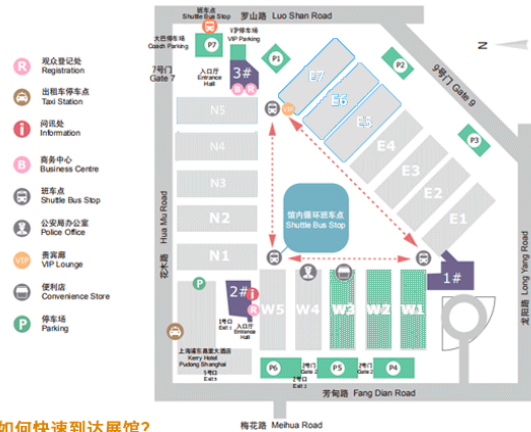 班车点
Shuttle Bus Stop
罗山路 Luo Shan Road
大巴停车场
Coach Parking
P7
VIP停车场
VIP Parking
7号门
Gate 7
入口厅
Entrance
Hall
3#
B
R
P1
P2
N
9号门 Gate 9
P3
观众登记处
Registration
出租车停车点
Taxi Station
问讯处
Information
商务中心
Business Centre
班车点
Shuttle Bus Stop
公安局办公室
Police Office
贵宾廊
VIP Lounge
便利店
Convenience Store
停车场
Parking
R
i
B
VIP
P
花木路 Hua Mu Road
N5
N4
N3
N2
N1
VIP
E7
E6
E5
E4
E3
E2
E1
馆内循环班车点
Shuttle Bus Stop
1#
龙阳路 Long Yang Road
P
2#
i
R
入口厅
Entrance
Hall
W5
W4
W3
W2
W1
上海浦东嘉里大酒店
Kerry Hotel
Pudong Shanghai
P6
P5
P4
芳甸路 Fang Dian Road
如何快速到达展馆？
梅花路 Meihua Road